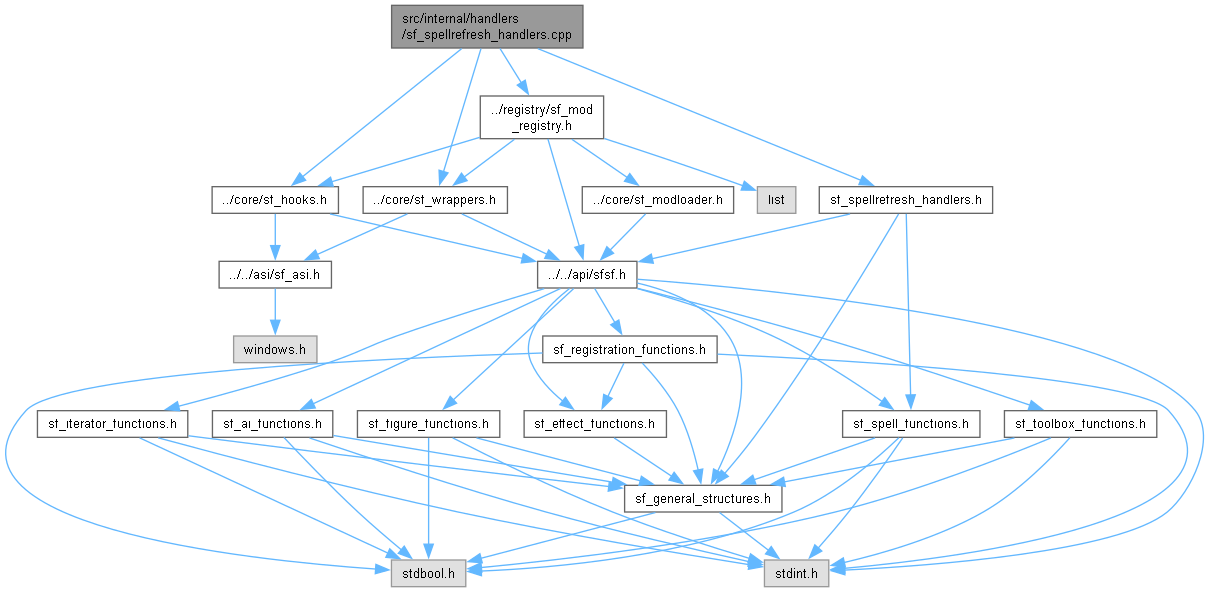 src/internal/handlers
/sf_spellrefresh_handlers.cpp
../registry/sf_mod
_registry.h
../core/sf_hooks.h
../core/sf_wrappers.h
../core/sf_modloader.h
list
sf_spellrefresh_handlers.h
../../asi/sf_asi.h
../../api/sfsf.h
windows.h
sf_registration_functions.h
sf_iterator_functions.h
sf_ai_functions.h
sf_figure_functions.h
sf_effect_functions.h
sf_spell_functions.h
sf_toolbox_functions.h
sf_general_structures.h
stdbool.h
stdint.h